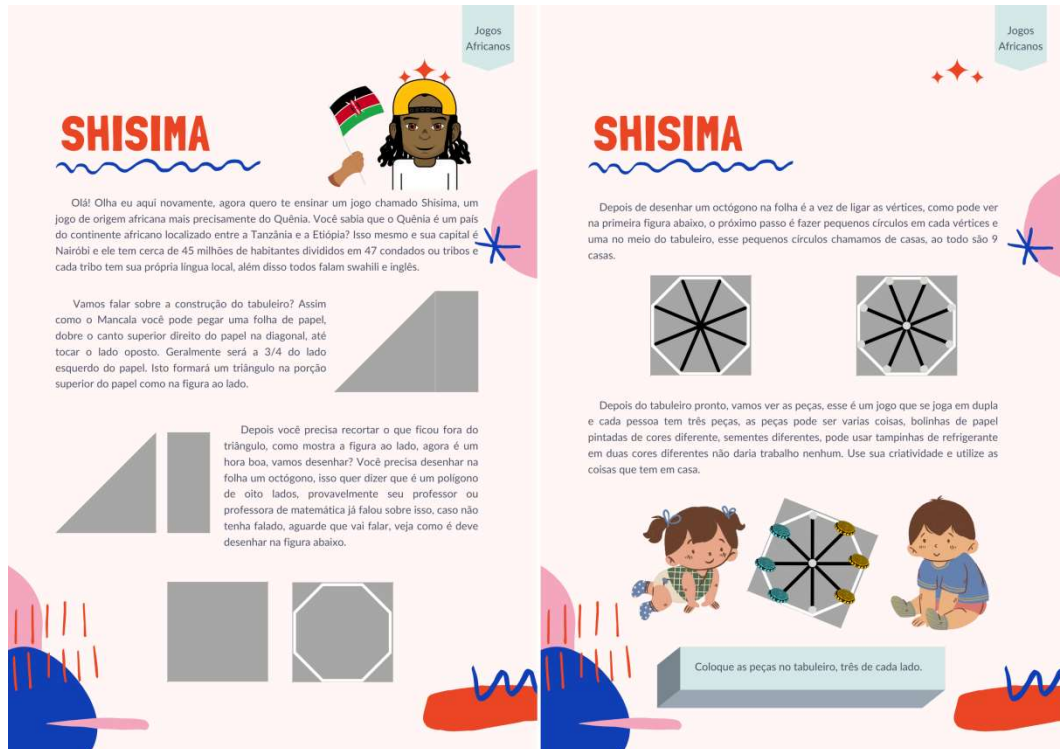 Jogos
Africanos
SHISIMA
Olá! Olha eu aqui novamente, agora quero te ensinar um jogo chamado Shisima, um
jogo de origem africana mais precisamente do Quênia. Você sabia que o Quênia é um país
do continente africano localizado entre a Tanzânia e a Etiópia? Isso mesmo e sua capital é
Nairóbi e ele tem cerca de 45 milhões de habitantes divididos em 47 condados ou tribos e
cada tribo tem sua própria língua local, além disso todos falam swahili e inglês.
Vamos falar sobre a construção do tabuleiro? Assim
como o Mancala você pode pegar uma folha de papel,
dobre o canto superior direito do papel na diagonal, até
tocar o lado oposto. Geralmente será a 3/4 do lado
esquerdo do papel. Isto formará um triângulo na porção
superior do papel como na figura ao lado.
Depois você precisa recortar o que ficou fora do
triângulo, como mostra a figura ao lado, agora é um
hora boa, vamos desenhar? Você precisa desenhar na
folha um octógono, isso quer dizer que é um polígono
de oito lados, provavelmente seu professor ou
professora de matemática já falou sobre isso, caso não
tenha falado, aguarde que vai falar, veja como é deve
desenhar na figura abaixo.
Jogos
Africanos
SHISIMA
Depois de desenhar um octógono na folha é a vez de ligar as vértices, como pode ver
na primeira figura abaixo, o próximo passo é fazer pequenos círculos em cada vértices e
uma no meio do tabuleiro, esse pequenos círculos chamamos de casas, ao todo são 9
casas.
Depois do tabuleiro pronto, vamos ver as peças, esse é um jogo que se joga em dupla
e cada pessoa tem três peças, as peças pode ser varias coisas, bolinhas de papel
pintadas de cores diferente, sementes diferentes, pode usar tampinhas de refrigerante
em duas cores diferentes não daria trabalho nenhum. Use sua criatividade e utilize as
coisas que tem em casa.
Coloque as peças no tabuleiro, três de cada lado.